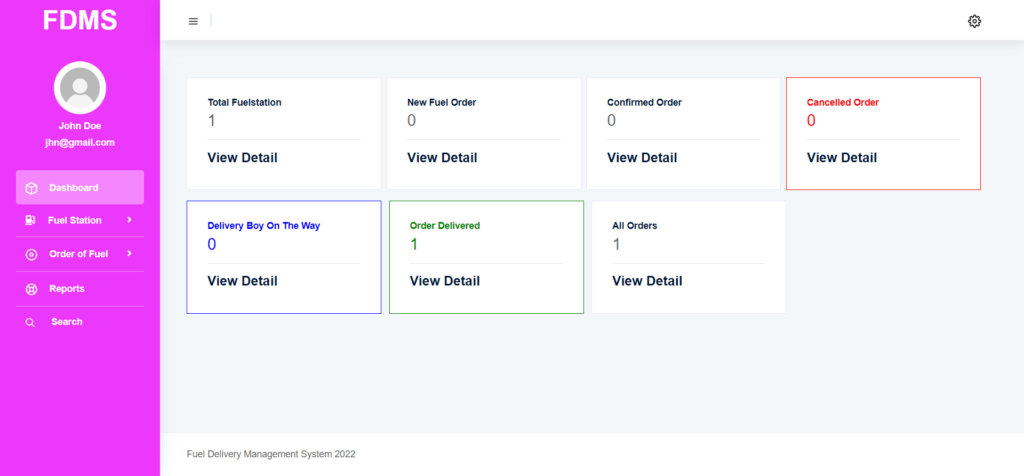 FDMS
John Doe
jhn@gmail.com
Dashboard
Fuel Station
Order of Fuel
Reports
Search
Total Fuelstation
1
View Detail
New Fuel Order
0
View Detail
Confirmed Order
0
View Detail
Cancelled Order
0
View Detail
Delivery Boy On The Way
0
View Detail
Order Delivered
1
View Detail
All Orders
1
View Detail
Fuel Delivery Management System 2022